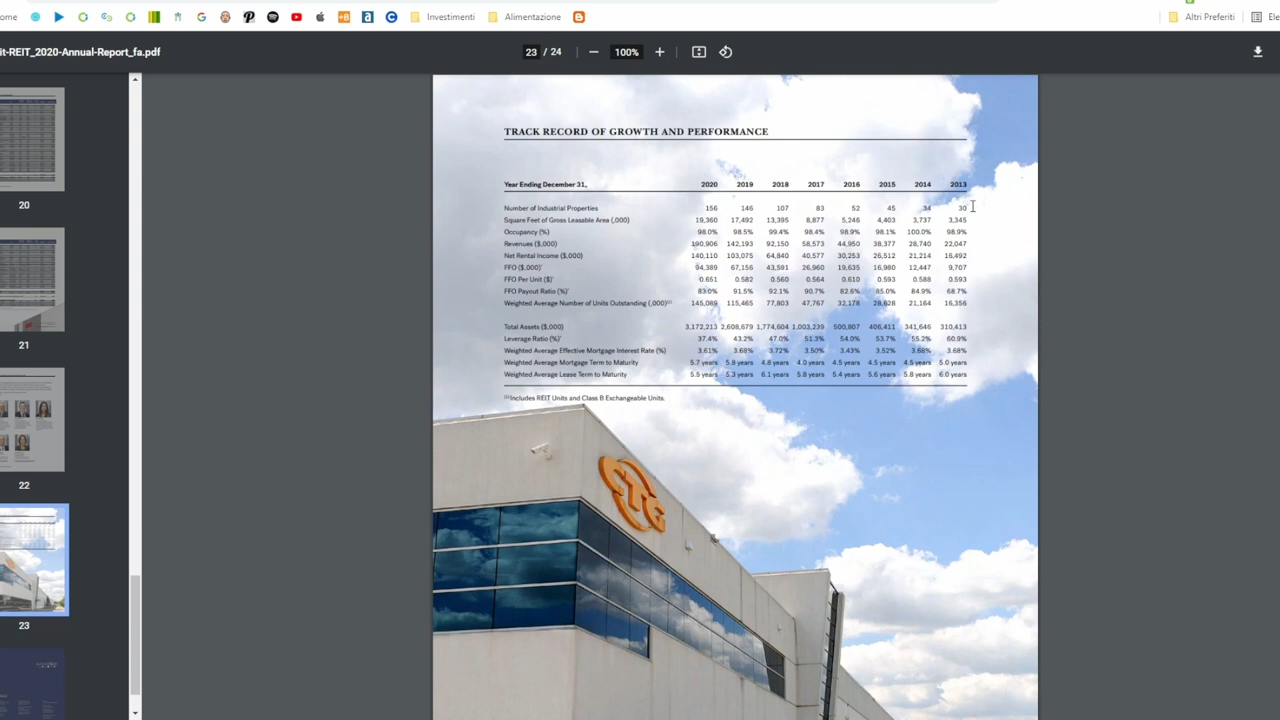 ome
Investimenti
Alimentazione
Altri Preferiti
Ele
it-REIT_2020-Annual-Report_fa.pdf
23 / 24
100%
20
21
22
23
TRACK RECORD OF GROWTH AND PERFORMANCE
Year Ending December 31, 2020 2019 2018 2017 2016 2015 2014 2013
Number of Industrial Properties 156 146 107 83 52 45 34 30
Square Feet of Gross Leasable Area (,000) 19,360 17,492 13,395 8,877 5,246 4,403 3,737 3,345
Occupancy (%) 98.0% 98.5% 99.4% 98.4% 98.9% 98.1% 100.0% 98.9%
Revenues ($,000) 190,906 142,193 92,150 58,573 44,950 38,377 28,740 22,047
Net Rental Income ($,000) 140,110 103,075 64,840 40,577 30,253 26,512 21,214 16,492
FFO ($,000)* 94,389 67,156 43,591 26,960 19,635 16,980 12,447 9,707
FFO Per Unit ($)* 0.651 0.582 0.560 0.564 0.610 0.593 0.588 0.593
FFO Payout Ratio (%)* 83.0% 91.5% 92.1% 90.7% 82.6% 85.0% 84.9% 68.7%
Weighted Average Number of Units Outstanding (,000)(1) 145,089 115,465 77,803 47,767 32,178 28,628 21,164 16,356
Total Assets ($,000) 3,172,213 2,608,679 1,774,604 1,003,239 500,807 406,411 341,646 310,413
Leverage Ratio (%)* 37.4% 43.2% 47.0% 51.3% 54.0% 53.7% 55.2% 60.9%
Weighted Average Effective Mortgage Interest Rate (%) 3.61% 3.68% 3.72% 3.50% 3.43% 3.52% 3.68% 3.68%
Weighted Average Mortgage Term to Maturity 5.7 years 5.9 years 4.8 years 4.0 years 4.5 years 4.5 years 4.5 years 5.0 years
Weighted Average Lease Term to Maturity 5.5 years 5.3 years 6.1 years 5.8 years 5.4 years 5.6 years 5.8 years 6.0 years
(1) Includes REIT Units and Class B Exchangeable Units.
CTG